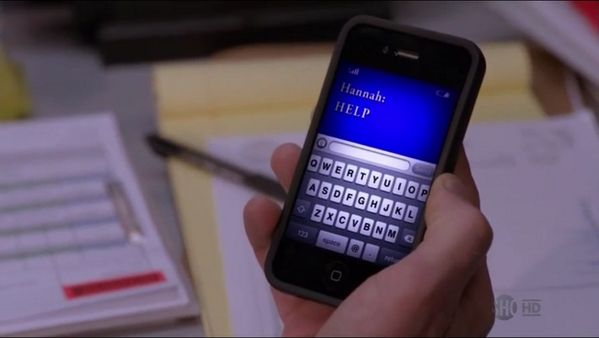 Hannah:
HELP
QWERTYUIOP
ASDFGHJKL
ZXCVBNM
123 space @ .
SHO HD